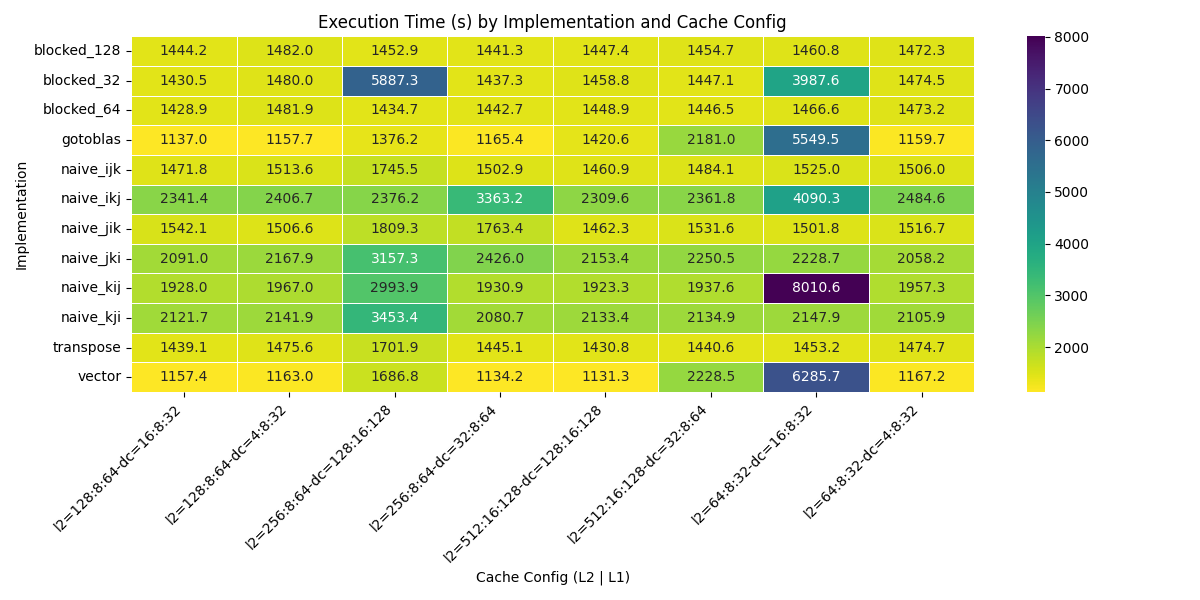 Execution Time (s) by Implementation and Cache Config
Implementation
blocked_128 1444.2 1482.0 1452.9 1441.3 1447.4 1454.7 1460.8 1472.3
blocked_32 1430.5 1480.0 5887.3 1437.3 1458.8 1447.1 3987.6 1474.5
blocked_64 1428.9 1481.9 1434.7 1442.7 1448.9 1446.5 1466.6 1473.2
gotoblas 1137.0 1157.7 1376.2 1165.4 1420.6 2181.0 5549.5 1159.7
naive_ijk 1471.8 1513.6 1745.5 1502.9 1460.9 1484.1 1525.0 1506.0
naive_ikj 2341.4 2406.7 2376.2 3363.2 2309.6 2361.8 4090.3 2484.6
naive_jik 1542.1 1506.6 1809.3 1763.4 1462.3 1531.6 1501.8 1516.7
naive_jki 2091.0 2167.9 3157.3 2426.0 2153.4 2250.5 2228.7 2058.2
naive_kij 1928.0 1967.0 2993.9 1930.9 1923.3 1937.6 8010.6 1957.3
naive_kji 2121.7 2141.9 3453.4 2080.7 2133.4 2134.9 2147.9 2105.9
transpose 1439.1 1475.6 1701.9 1445.1 1430.8 1440.6 1453.2 1474.7
vector 1157.4 1163.0 1686.8 1134.2 1131.3 2228.5 6285.7 1167.2
l2=128:8:64-dc=16:8:32
l2=128:8:64-dc=4:8:32
l2=256:8:64-dc=128:16:128
l2=256:8:64-dc=32:8:64
l2=512:16:128-dc=128:16:128
l2=512:16:128-dc=32:8:64
l2=64:8:32-dc=16:8:32
l2=64:8:32-dc=4:8:32
Cache Config (L2 | L1)
8000
7000
6000
5000
4000
3000
2000